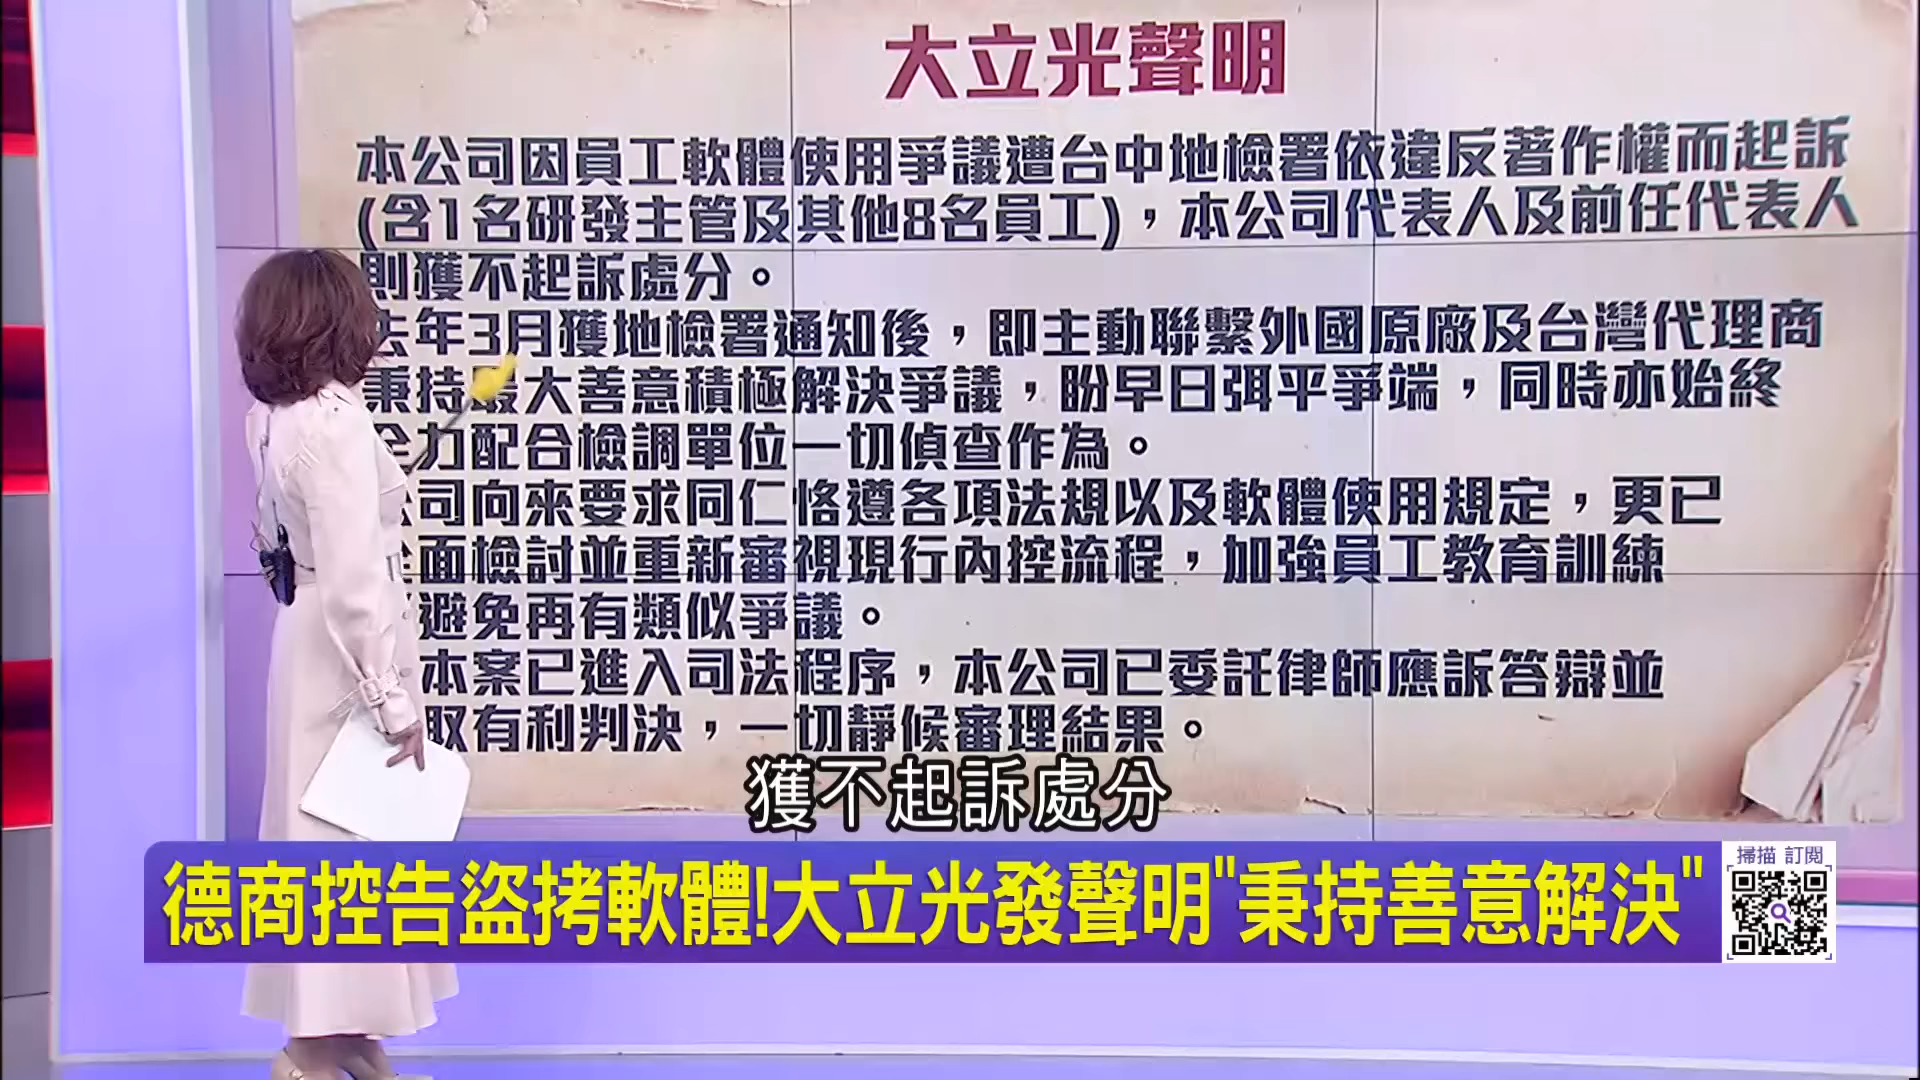 大立光聲明
本公司因員工軟體使用爭議遭台中地檢署依違反著作權而起訴
(含1名研發主管及其他8名員工)，本公司代表人及前任代表人
則獲不起訴處分。
去年3月獲地檢署通知後，即主動聯繫外國原廠及台灣代理商
秉持最大善意積極解決爭議，盼早日弭平爭端，同時亦始終
全力配合檢調單位一切偵查作為。
公司向來要求同仁恪遵各項法規以及軟體使用規定，更已
全面檢討並重新審視現行內控流程，加強員工教育訓練
避免再有類似爭議。
本案已進入司法程序，本公司已委託律師應訴答辯並
取有利判決，一切靜候審理結果。
獲不起訴處分
德商控告盜拷軟體!大立光發聲明"秉持善意解決"
掃描 訂閱